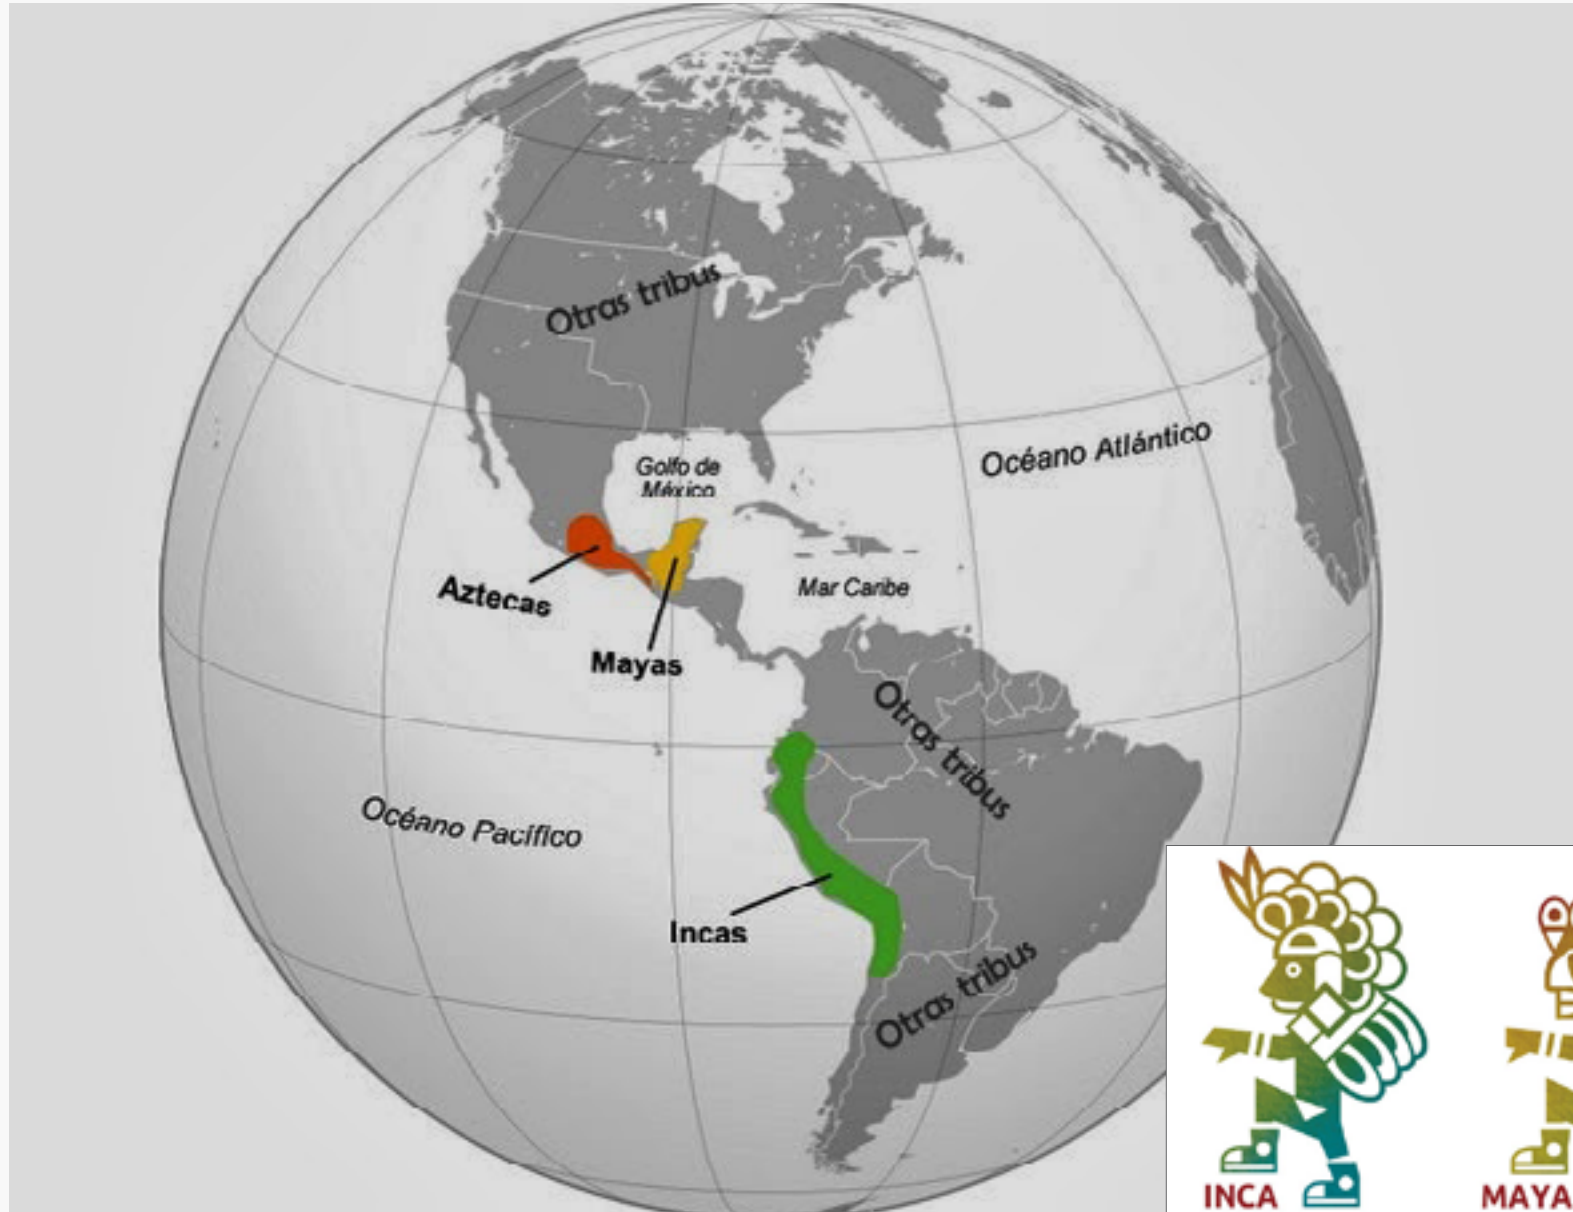 Otras tribus
Océano Atlántico
Golfo de
México
Aztecas
Mar Caribe
Mayas
Otras tribus
Océano Pacífico
Incas
Otras tribus
INCA
MAYA